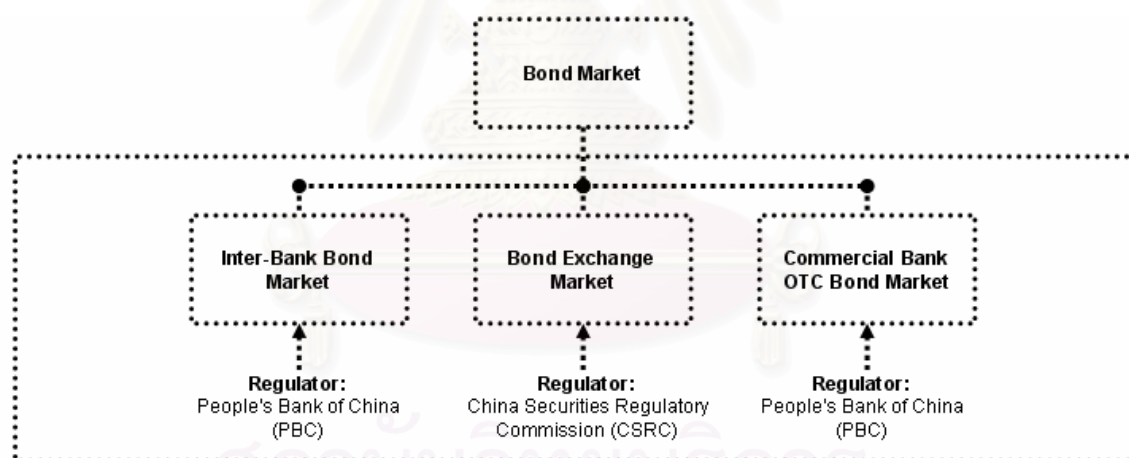 Bond Market
Inter-Bank Bond
Market
Bond Exchange
Market
Commercial Bank
OTC Bond Market
Regulator:
People's Bank of China
(PBC)
Regulator:
China Securities Regulatory
Commission (CSRC)
Regulator:
People's Bank of China
(PBC)